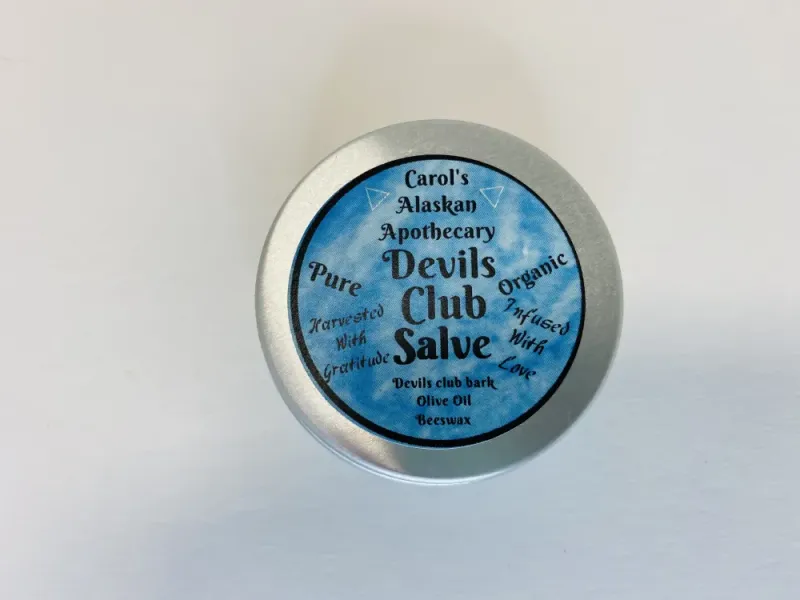 Carol's
Alaskan
Apothecary
Devils
Club
Salve
Pure
Harvested
With
Gratitude
Organic
Infused
With
Love
Devils club bark
Olive Oil
Beeswax